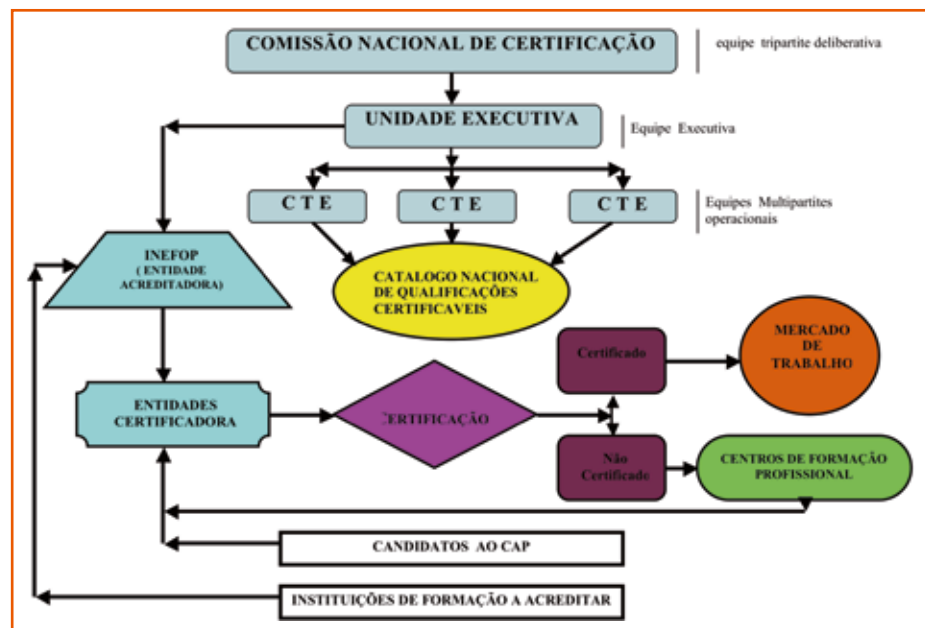 COMISSÃO NACIONAL DE CERTIFICAÇÃO
equipe tripartite deliberativa
UNIDADE EXECUTIVA
Equipe Executiva
C T E
C T E
C T E
Equipes Multipartites
operacionais
INEFOP
( ENTIDADE
ACREDITADORA)
CATALOGO NACIONAL
DE QUALIFICAÇÕES
CERTIFICAVEIS
Certificado
MERCADO
DE
TRABALHO
ENTIDADES
CERTIFICADORA
CERTIFICAÇÃO
Não
Certificado
CENTROS DE FORMAÇÃO
PROFISSIONAL
CANDIDATOS AO CAP
INSTITUIÇÕES DE FORMAÇÃO A ACREDITAR